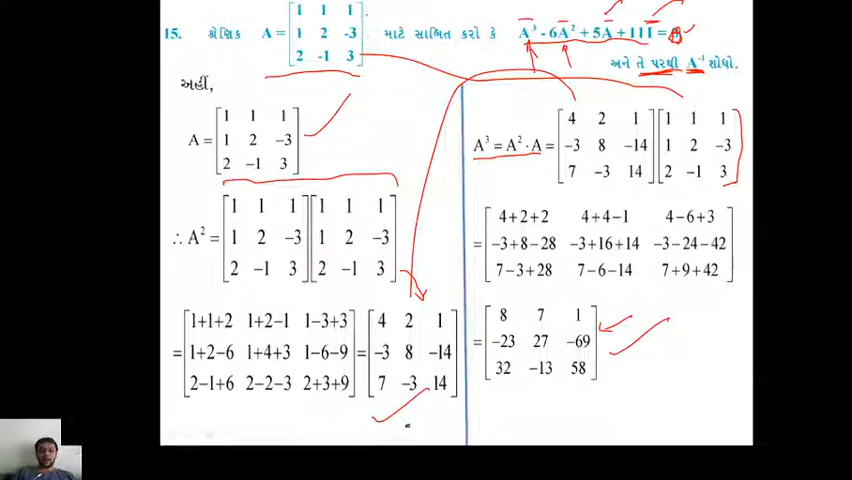 15. શ્રેણિક A = [1 1 1; 1 2 -3; 2 -1 3] માટે સાબિત કરો કે A³ - 6A² + 5A + 11I =
અને તે પરથી A⁻¹ શોધો.
અહીં,
A = [1 1 1; 1 2 −3; 2 −1 3]
∴ A² = [1 1 1; 1 2 −3; 2 −1 3] [1 1 1; 1 2 −3; 2 −1 3]
= [1+1+2 1+2−1 1−3+3; 1+2−6 1+4+3 1−6−9; 2−1+6 2−2−3 2+3+9] = [4 2 1; −3 8 −14; 7 −3 14]
A³ = A² · A = [4 2 1; −3 8 −14; 7 −3 14] [1 1 1; 1 2 −3; 2 −1 3]
= [4+2+2 4+4−1 4−6+3; −3+8−28 −3+16+14 −3−24−42; 7−3+28 7−6−14 7+9+42]
= [8 7 1; −23 27 −69; 32 −13 58]